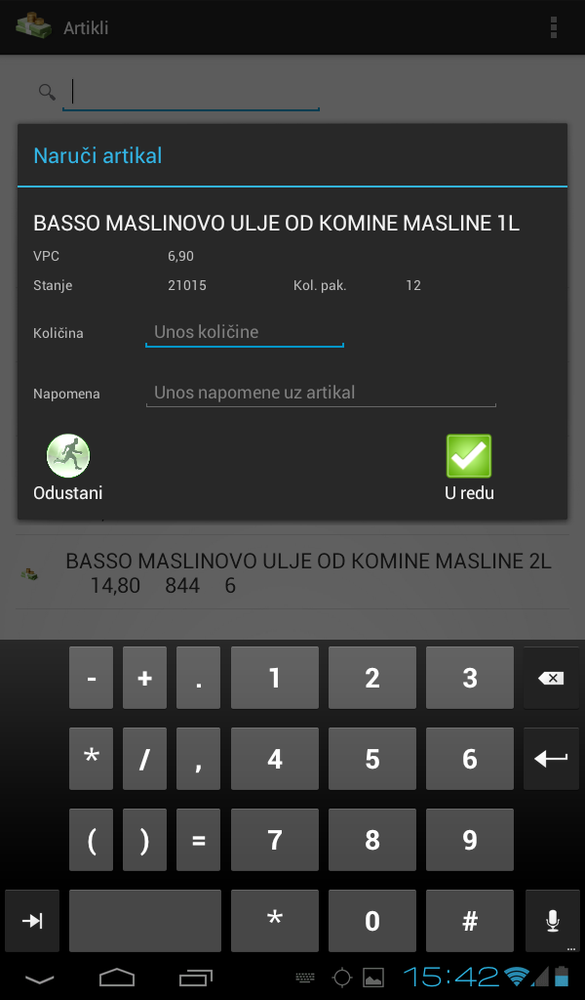 Artikli
Naruči artikal
BASSO MASLINOVO ULJE OD KOMINE MASLINE 1L
VPC 6,90
Stanje 21015 Kol. pak. 12
Količina Unos količine
Napomena Unos napomene uz artikal
Odustani U redu
BASSO MASLINOVO ULJE OD KOMINE MASLINE 2L
14,80 844 6
- + . 1 2 3
* / , 4 5 6
( ) = 7 8 9
* 0 #
15:42